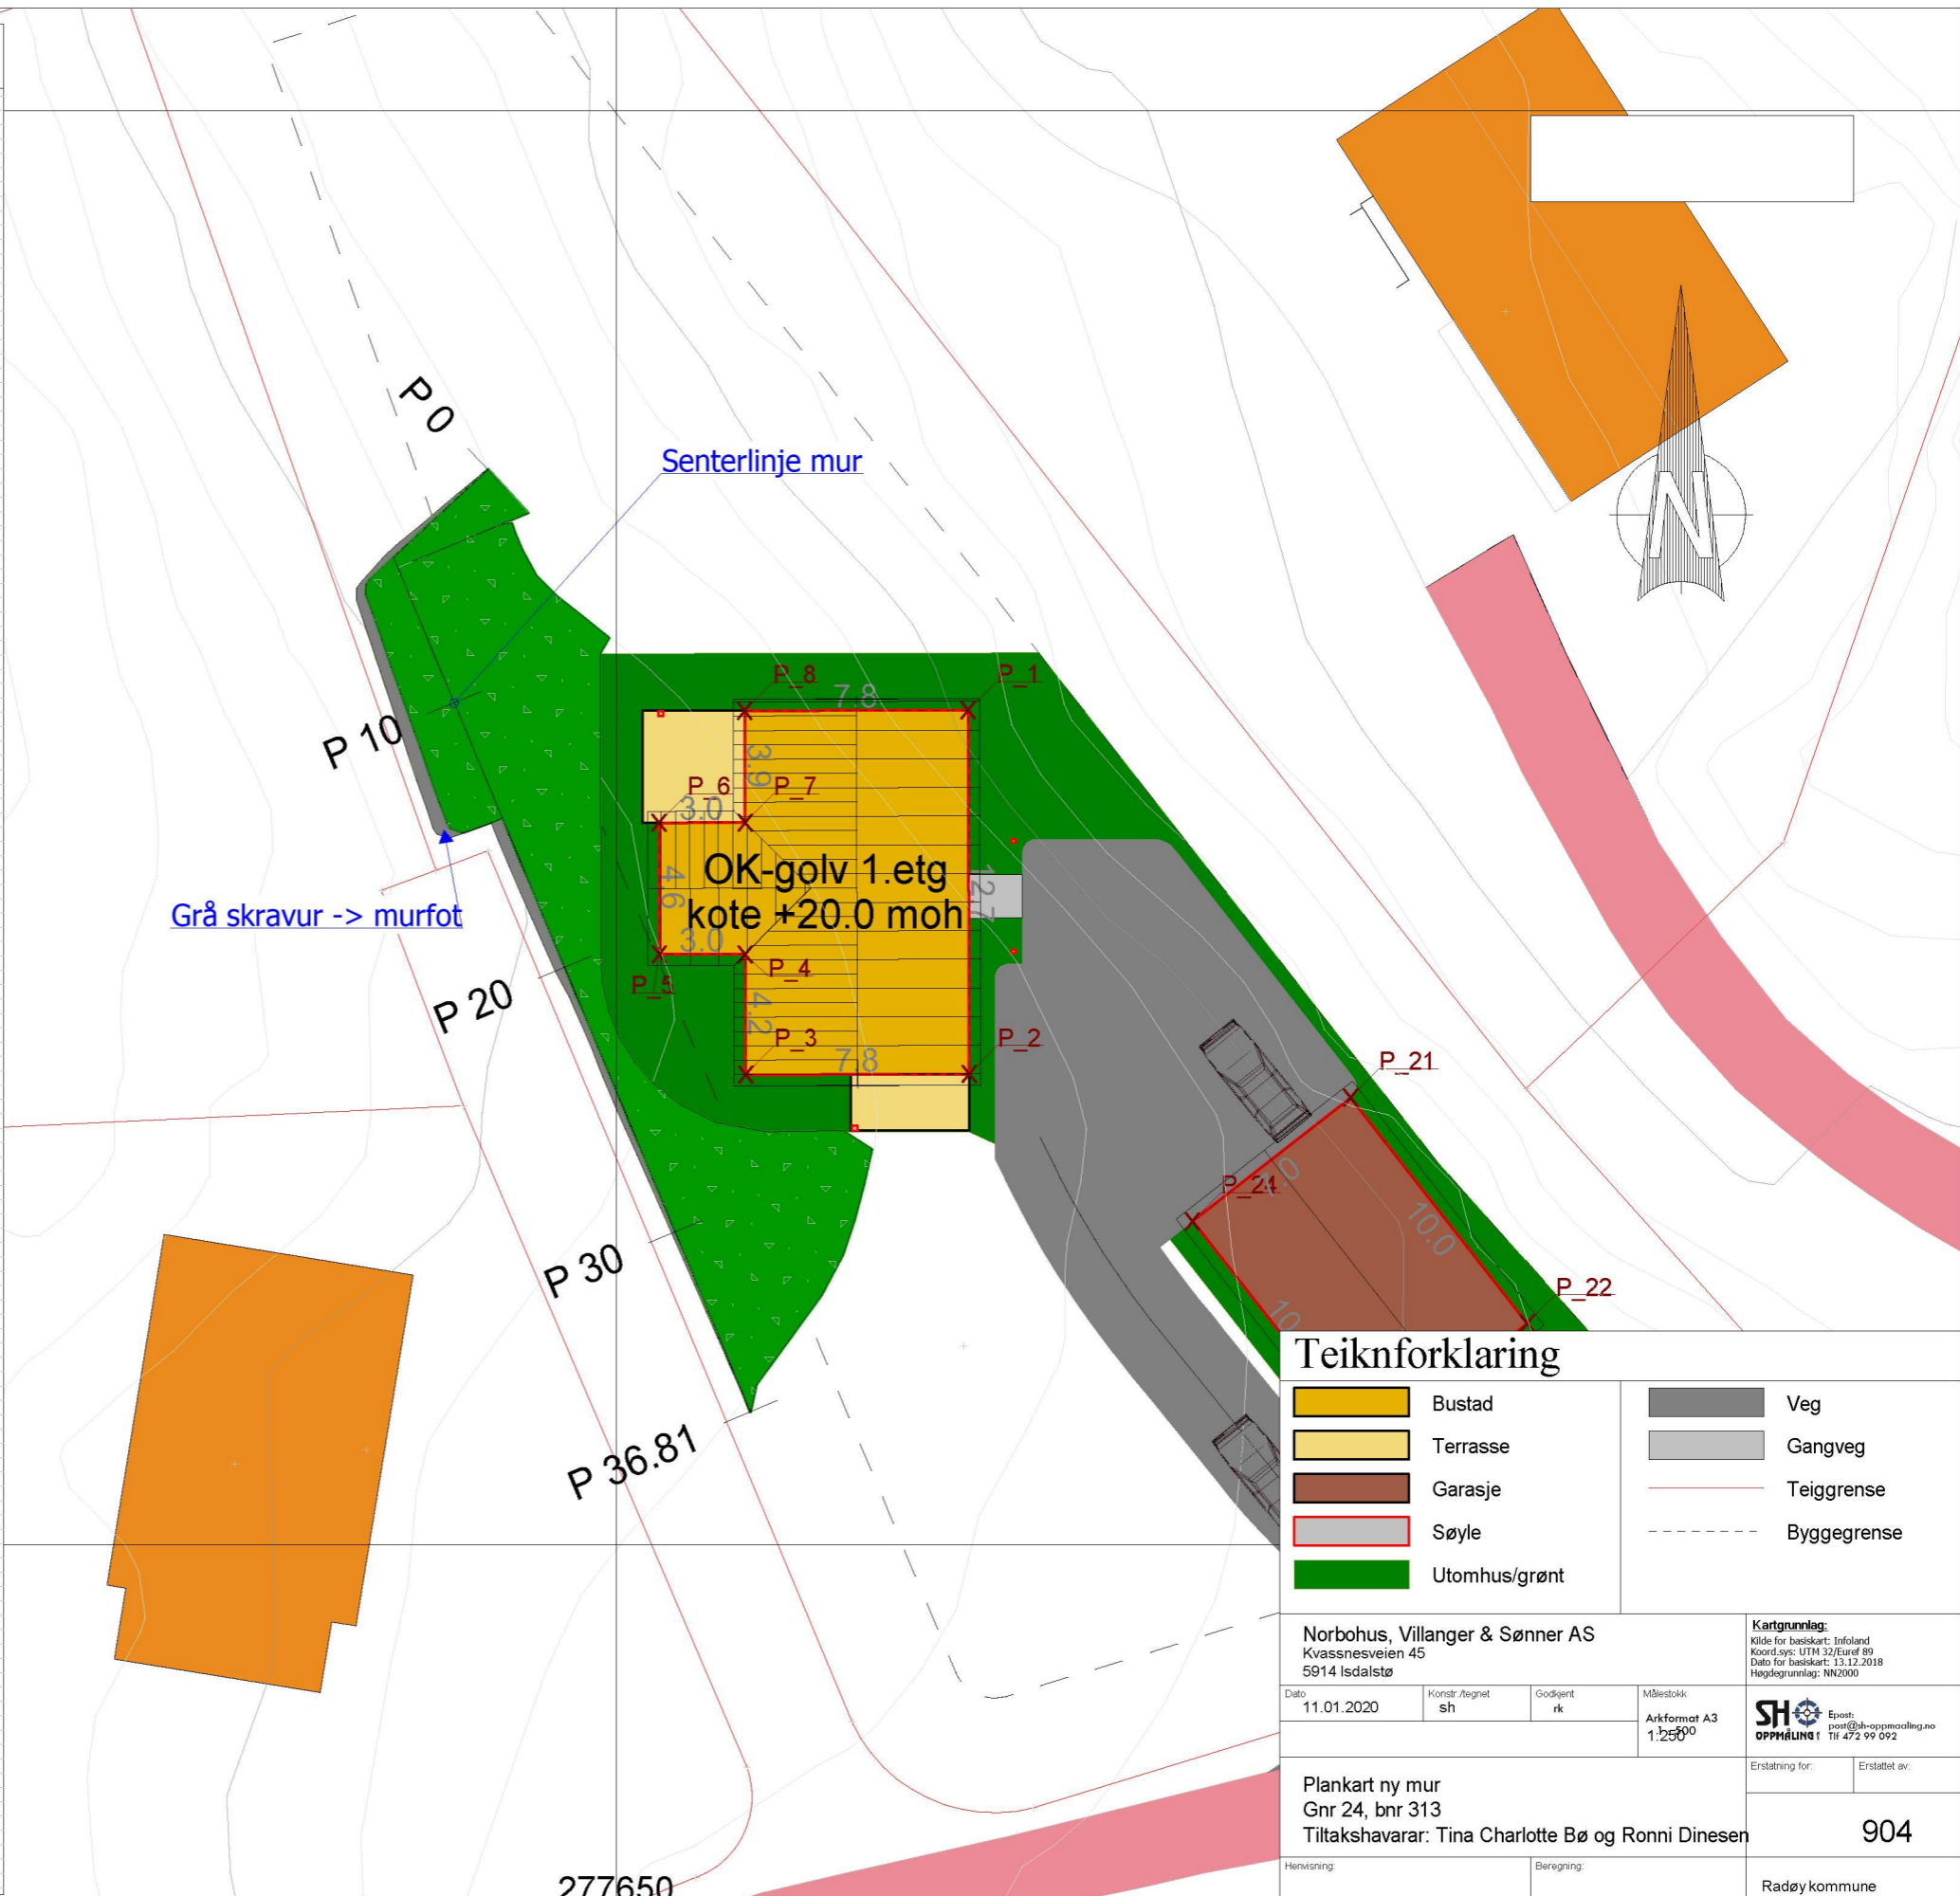 P 0
Senterlinje mur
P 10
Grå skravur -> murfot
P 20
P 30
P 36.81
P_8
P_1
7.8
3.9
P_6
P_7
3.0
OK-golv 1.etg
kote +20.0 moh
4.6
12.7
3.0
P_5
P_4
4.2
P_3
P_2
7.8
P_21
P_24
10.0
P_22
N
277650
Teiknforklaring
Bustad
Terrasse
Garasje
Søyle
Utomhus/grønt
Veg
Gangveg
Teiggrense
Byggegrense
Norbohus, Villanger & Sønner AS
Kvassnesveien 45
5914 Isdalstø
Kartgrunnlag:
Kilde for basiskart: Infoland
Koord.sys: UTM 32/Euref 89
Dato for basiskart: 13.12.2018
Høgdegrunnlag: NN2000
Dato
11.01.2020
Konstr./tegnet
sh
Godkjent
rk
Målestokk
Arkformat A3
1:250
SH
OPPMÅLING
Epost:
post@sh-oppmaaling.no
Tlf 472 99 092
Plankart ny mur
Gnr 24, bnr 313
Tiltakshavarar: Tina Charlotte Bø og Ronni Dinesen
Erstatning for:
Erstattet av:
904
Henvisning:
Beregning:
Radøy kommune